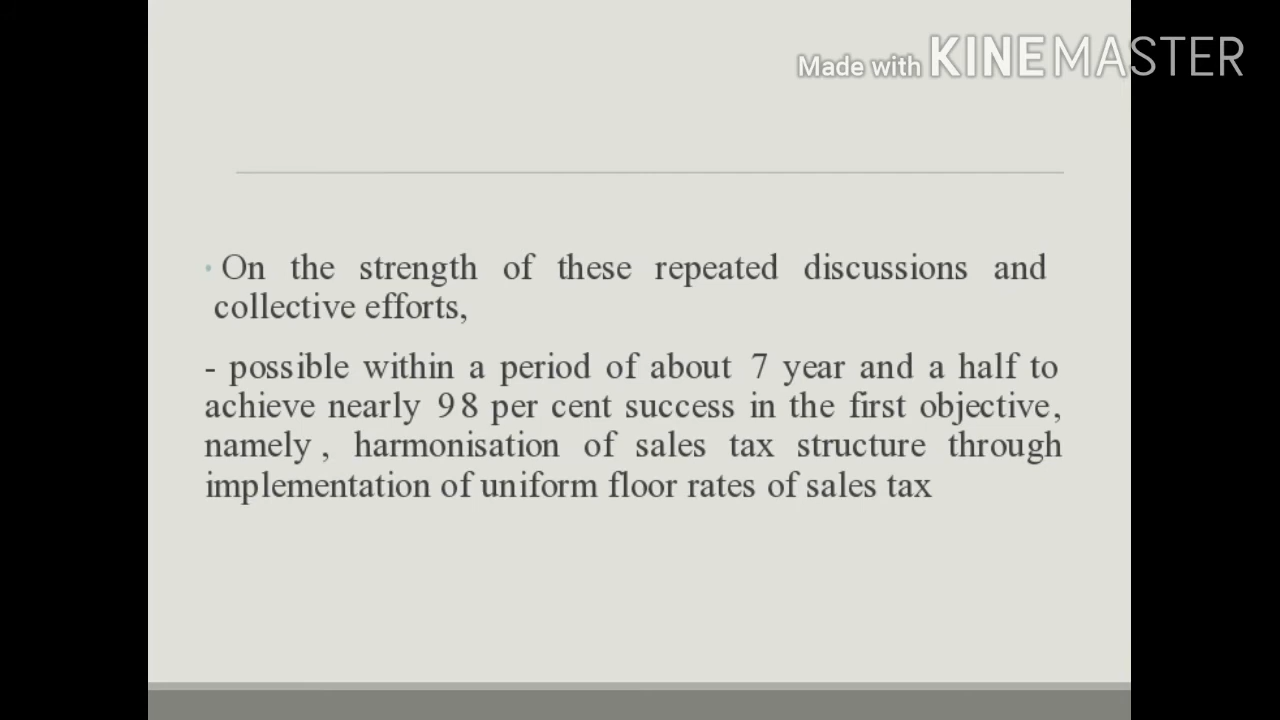 Made with KINEMASTER
• On the strength of these repeated discussions and
collective efforts,
- possible within a period of about 7 year and a half to
achieve nearly 98 per cent success in the first objective,
namely , harmonisation of sales tax structure through
implementation of uniform floor rates of sales tax